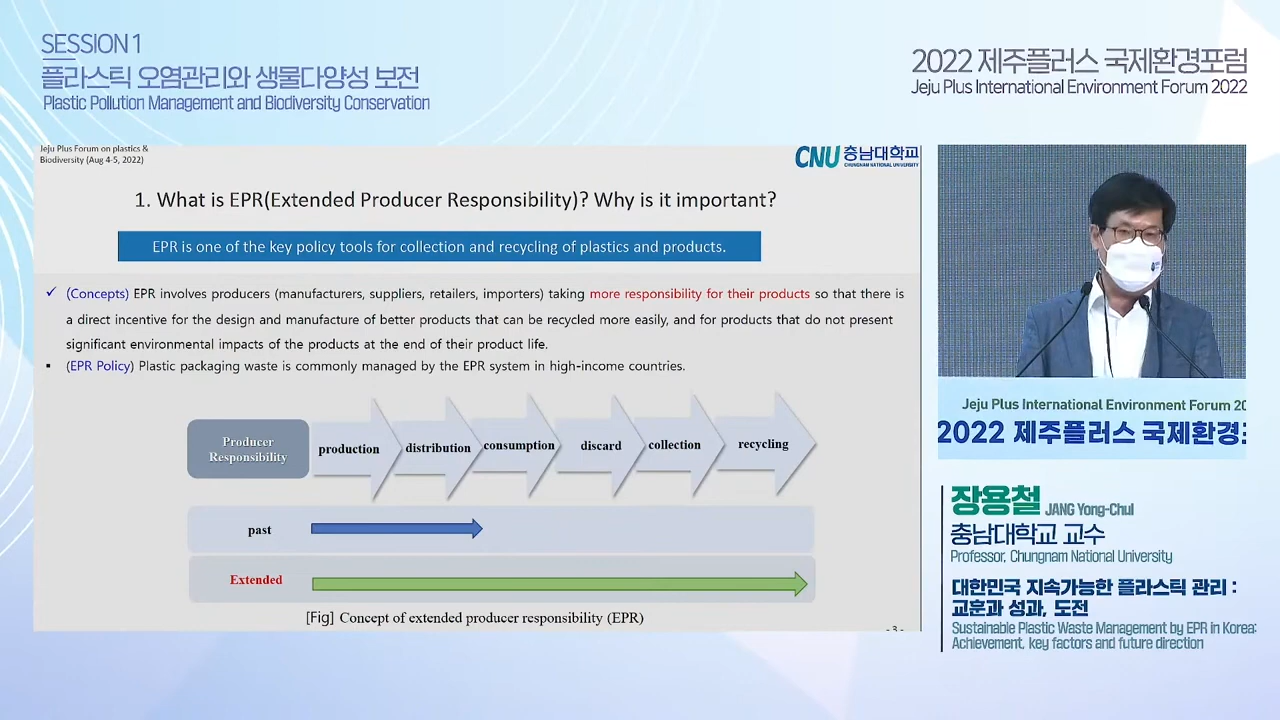 SESSION 1
플라스틱 오염관리와 생물다양성 보전
Plastic Pollution Management and Biodiversity Conservation
2022 제주플러스 국제환경포럼
Jeju Plus International Environment Forum 2022
Jeju Plus Forum on plastics &
Biodiversity (Aug 4-5, 2022)
CNU 충남대학교
CHUNGNAM NATIONAL UNIVERSITY
1. What is EPR(Extended Producer Responsibility)? Why is it important?
EPR is one of the key policy tools for collection and recycling of plastics and products.
✓ (Concepts) EPR involves producers (manufacturers, suppliers, retailers, importers) taking more responsibility for their products so that there is
a direct incentive for the design and manufacture of better products that can be recycled more easily, and for products that do not present
significant environmental impacts of the products at the end of their product life.
▪ (EPR Policy) Plastic packaging waste is commonly managed by the EPR system in high-income countries.
Producer
Responsibility
production
distribution
consumption
discard
collection
recycling
past
Extended
[Fig] Concept of extended producer responsibility (EPR)
- 3 -
Jeju Plus International Environment Forum 20
2022 제주플러스 국제환경
장용철 JANG Yong-Chul
충남대학교 교수
Professor, Chungnam National University
대한민국 지속가능한 플라스틱 관리 :
교훈과 성과, 도전
Sustainable Plastic Waste Management by EPR in Korea:
Achievement, key factors and future direction